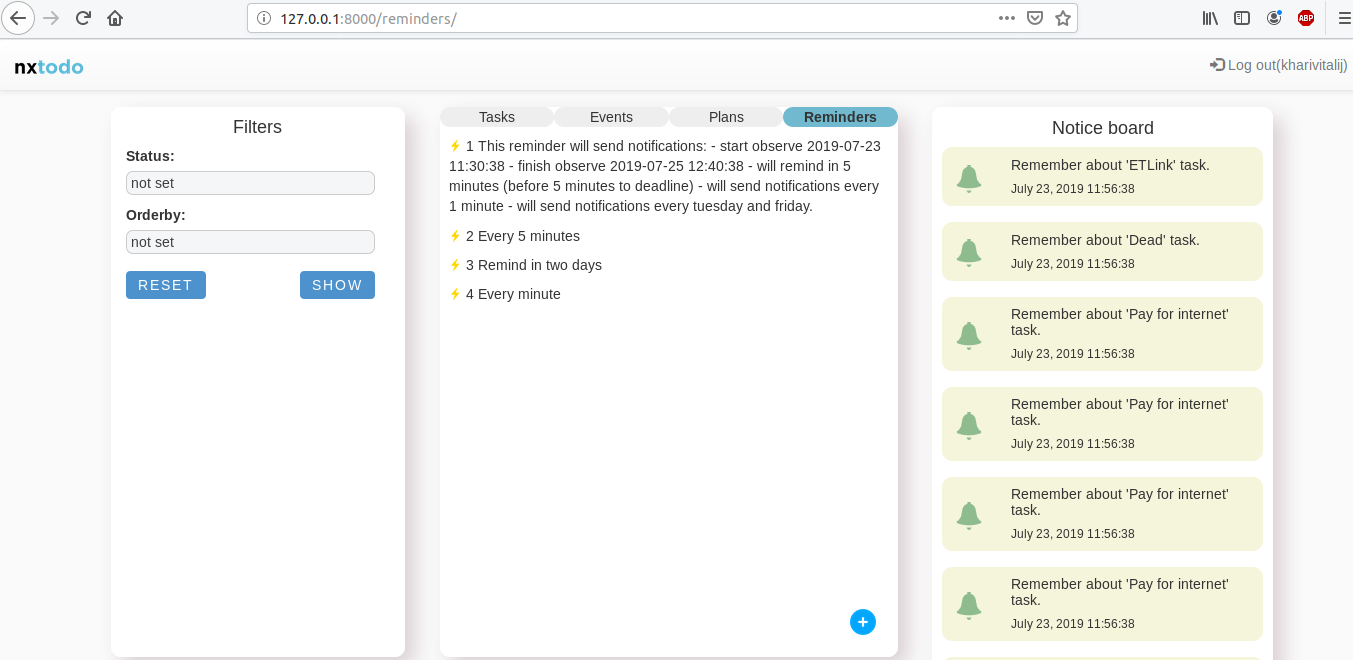 127.0.0.1:8000/reminders/
ABP
nxtodo
Log out(kharivitalij)
Filters
Status:
not set
Orderby:
not set
RESET SHOW
Tasks Events Plans Reminders
1 This reminder will send notifications: - start observe 2019-07-23
11:30:38 - finish observe 2019-07-25 12:40:38 - will remind in 5
minutes (before 5 minutes to deadline) - will send notifications every
1 minute - will send notifications every tuesday and friday.
2 Every 5 minutes
3 Remind in two days
4 Every minute
+
Notice board
Remember about 'ETLink' task.
July 23, 2019 11:56:38
Remember about 'Dead' task.
July 23, 2019 11:56:38
Remember about 'Pay for internet'
task.
July 23, 2019 11:56:38
Remember about 'Pay for internet'
task.
July 23, 2019 11:56:38
Remember about 'Pay for internet'
task.
July 23, 2019 11:56:38
Remember about 'Pay for internet'
task.
July 23, 2019 11:56:38